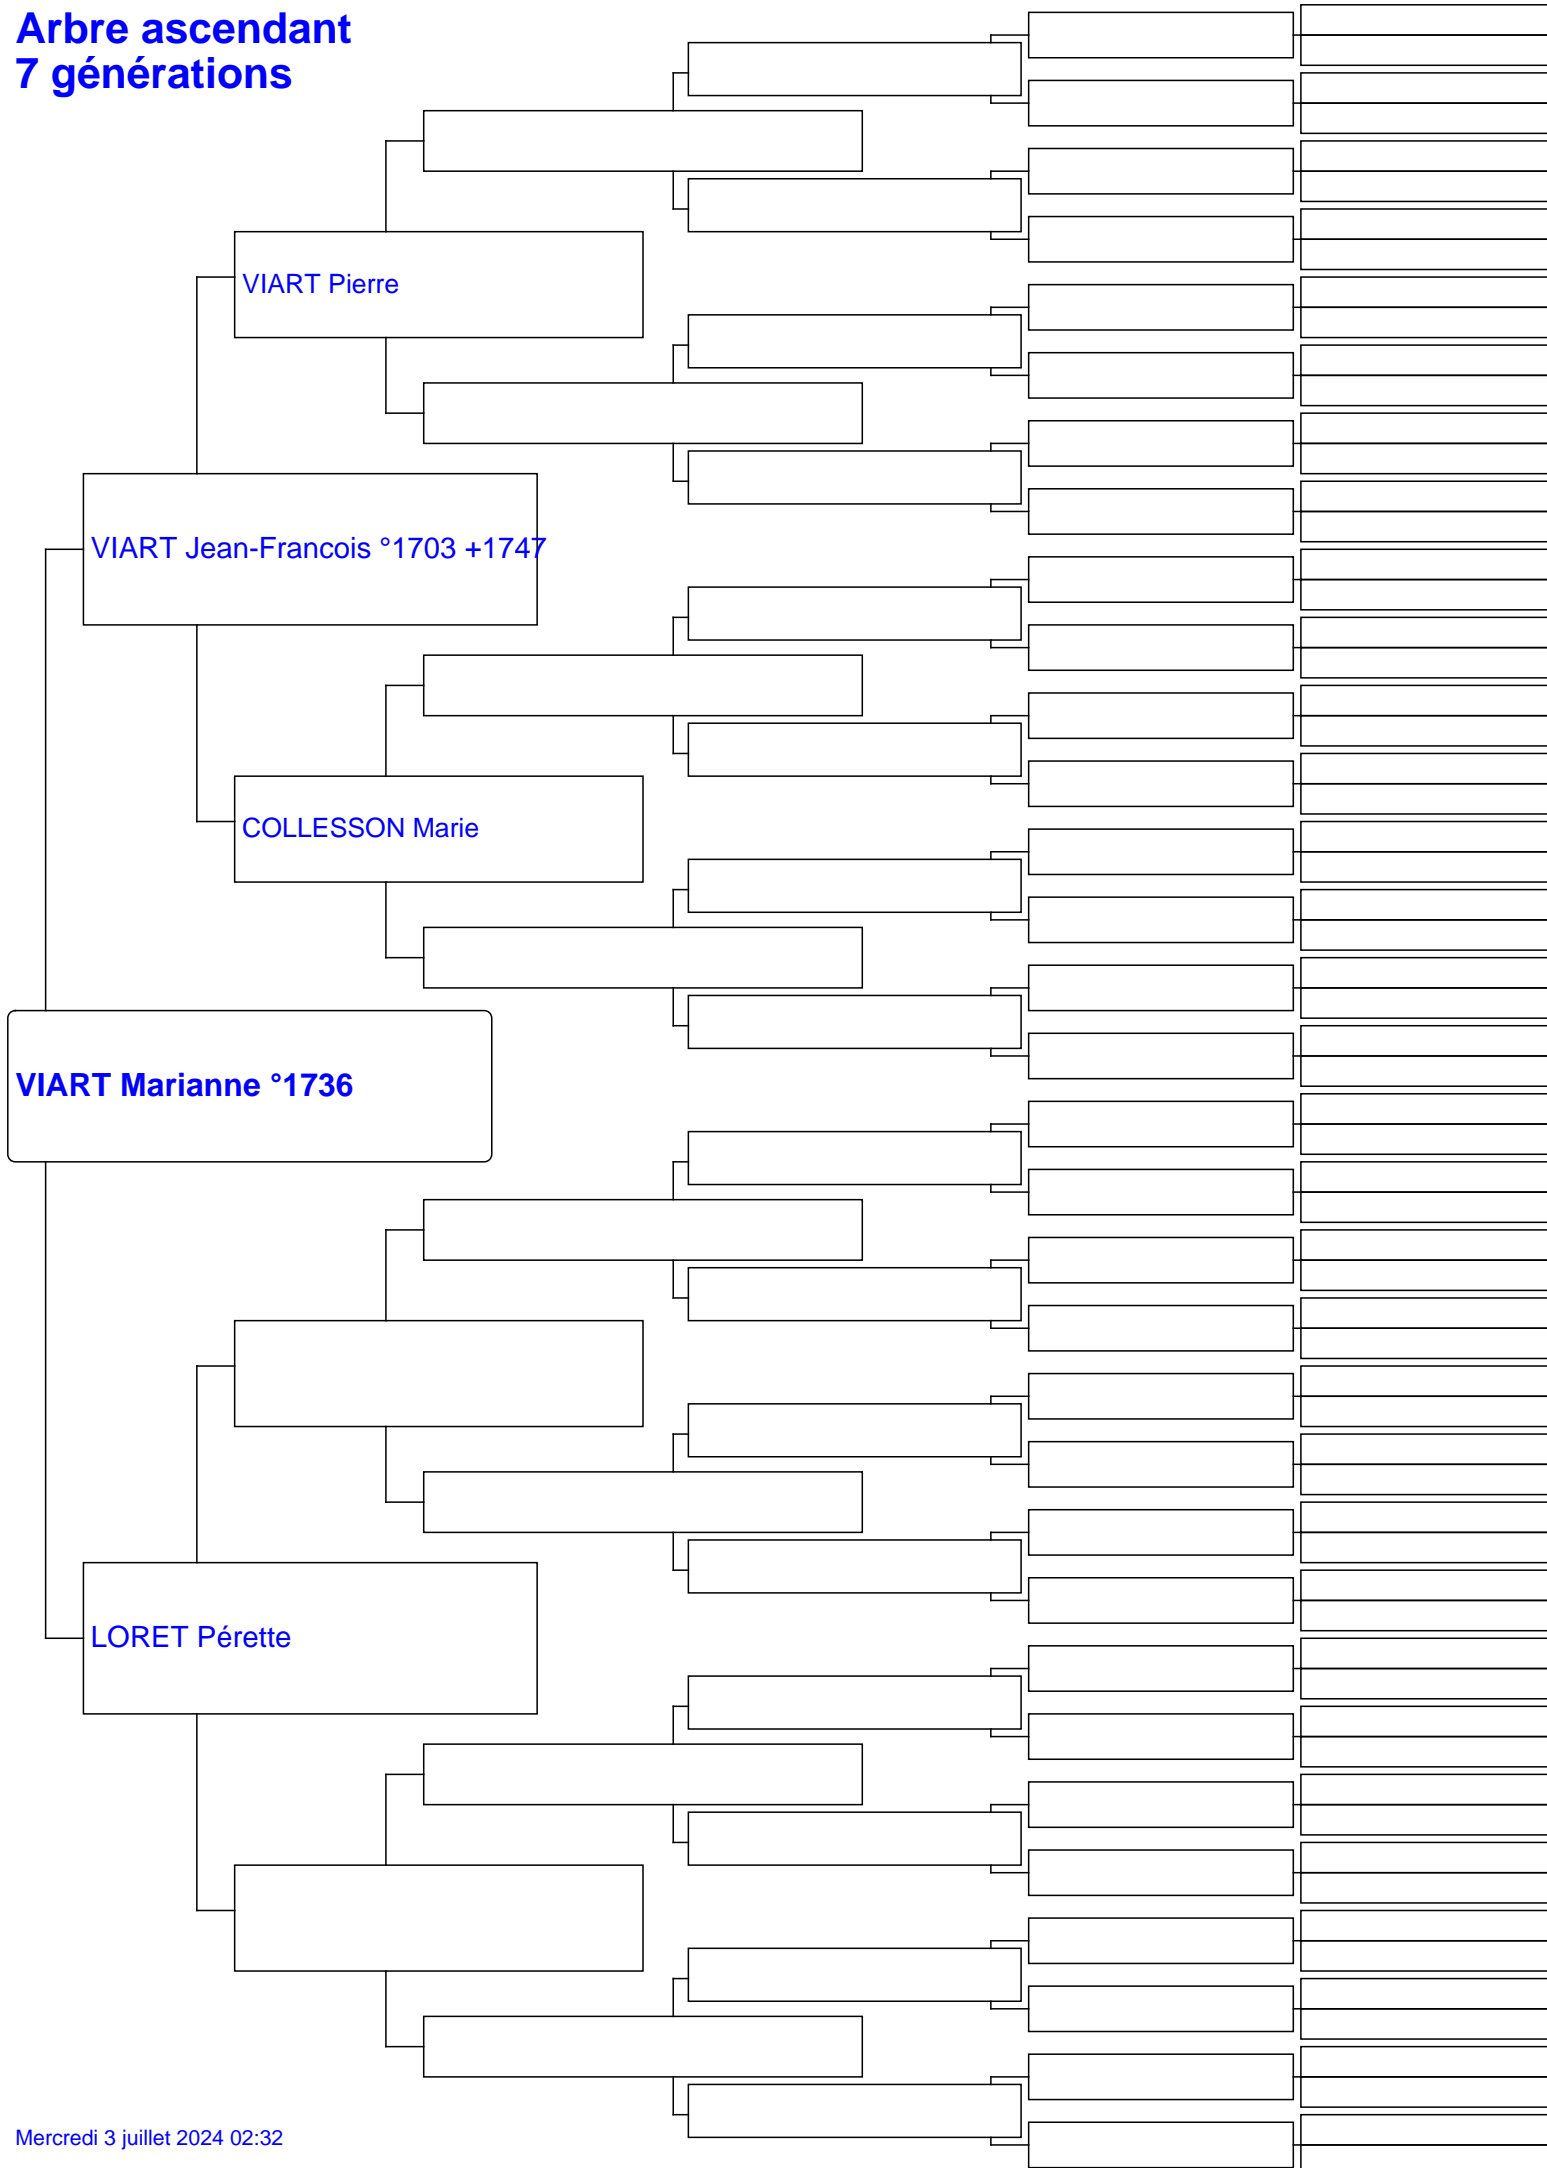 Arbre ascendant
7 générations
VIART Pierre
VIART Jean-Francois °1703 +1747
COLLESSON Marie
VIART Marianne °1736
LORET Pérette
Mercredi 3 juillet 2024 02:32